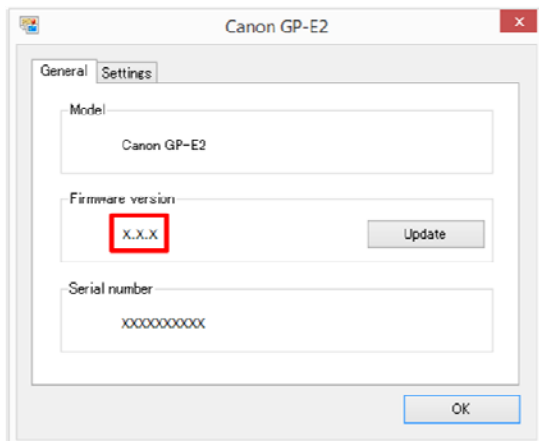 Canon GP-E2
General
Settings
Model
Canon GP-E2
Firmware version
X.X.X
Update
Serial number
XXXXXXXXXX
OK